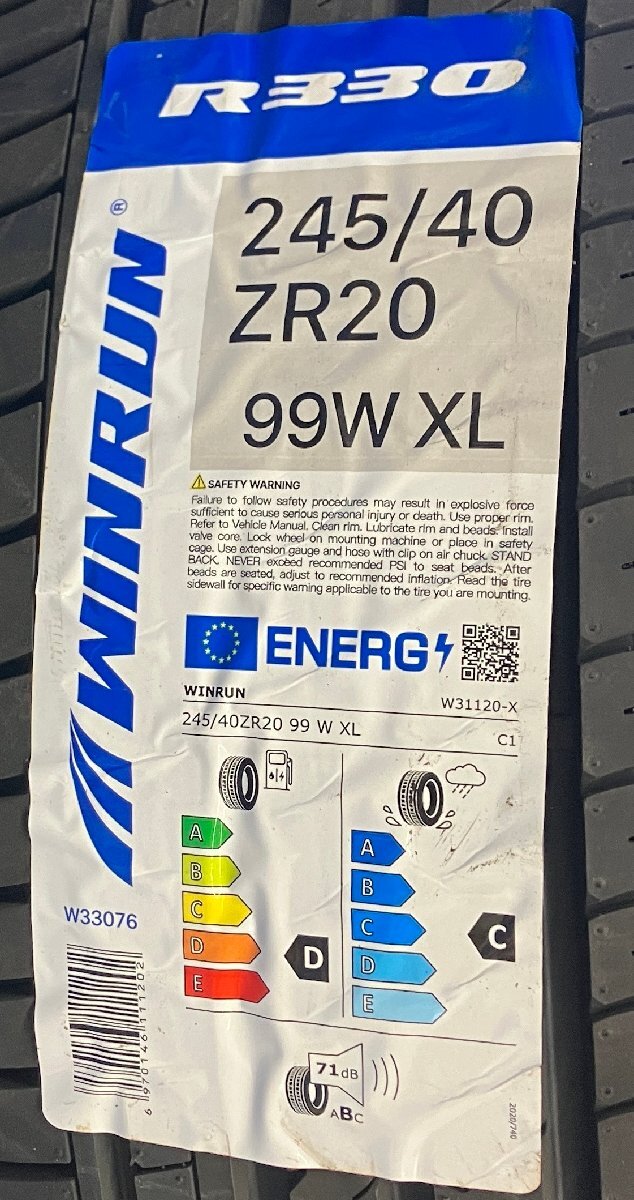 R330
WINRUN®
245/40
ZR20
99W XL
SAFETY WARNING
Failure to follow safety procedures may result in explosive force
sufficient to cause serious personal injury or death. Use proper rim.
Refer to Vehicle Manual. Clean rim. Lubricate rim and beads. Install
valve core. Lock wheel on mounting machine or place in safety
cage. Use extension gauge and hose with clip on air chuck. STAND
BACK. NEVER exceed recommended PSI to seat beads. After
beads are seated, adjust to recommended inflation. Read the tire
sidewall for specific warning applicable to the tire you are mounting.
ENERG
WINRUN W31120-X
245/40ZR20 99 W XL C1
A
B
C
D
E
D
A
B
C
D
E
C
W33076
6970146111202
71dB
ABC
2020/740